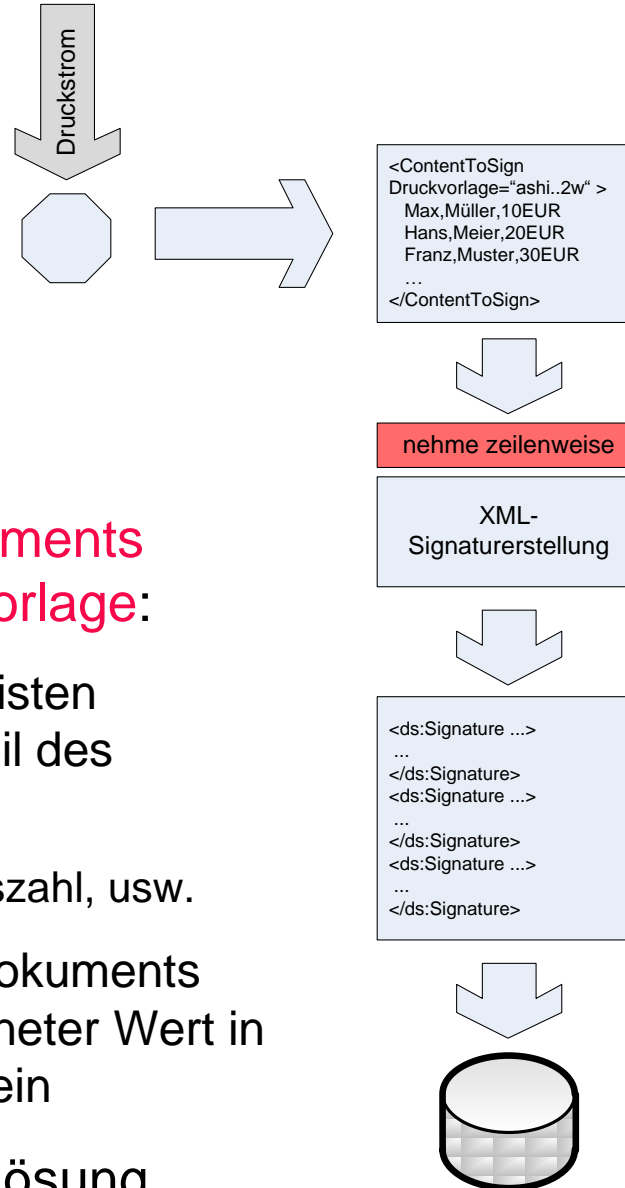 Druckstrom
<ContentToSign
Druckvorlage=“ashi..2w“ >
Max,Müller,10EUR
Hans,Meier,20EUR
Franz,Muster,30EUR
…
</ContentToSign>
nehme zeilenweise
XML-
Signaturerstellung
<ds:Signature ...>
...
</ds:Signature>
<ds:Signature ...>
...
</ds:Signature>
<ds:Signature ...>
...
</ds:Signature>
uments
orlage:
isten
il des
szahl, usw.
okuments
neter Wert in
ein
ösung